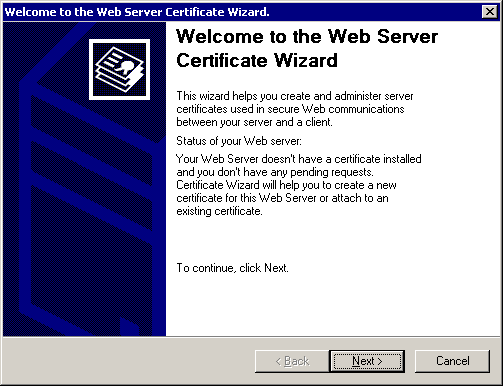 Welcome to the Web Server Certificate Wizard.
Welcome to the Web Server
Certificate Wizard
This wizard helps you create and administer server
certificates used in secure Web communications
between your server and a client.
Status of your Web server:
Your Web Server doesn't have a certificate installed
and you don't have any pending requests.
Certificate Wizard will help you to create a new
certificate for this Web Server or attach to an
existing certificate.
To continue, click Next.
< Back Next > Cancel